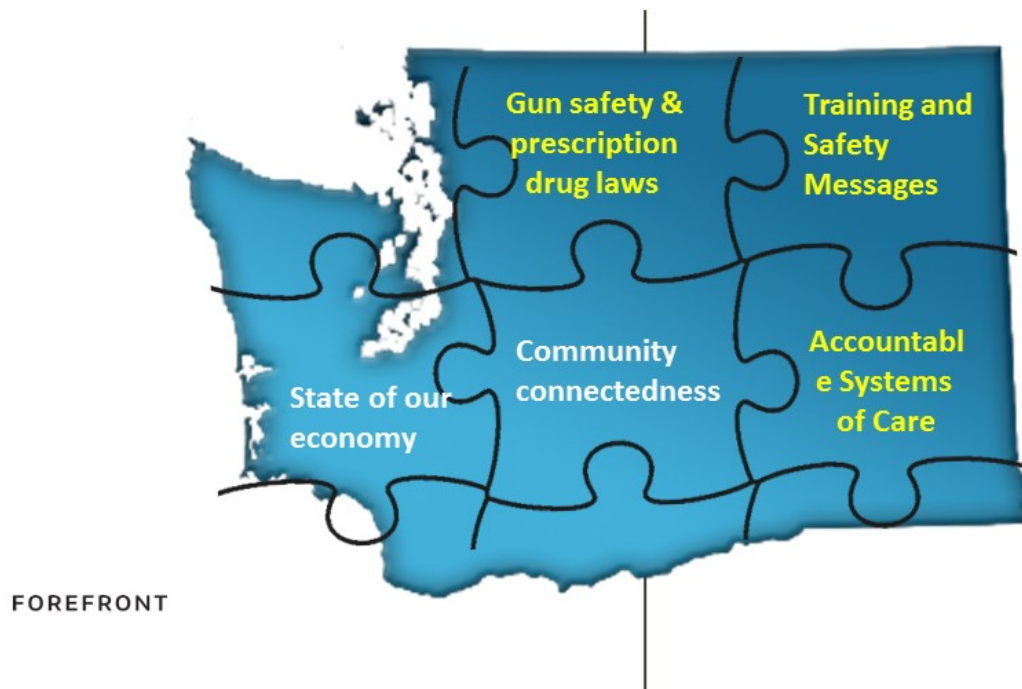 Gun safety &
prescription
drug laws
Training and
Safety
Messages
State of our
economy
Community
connectedness
Accountabl
e Systems
of Care
FOREFRONT